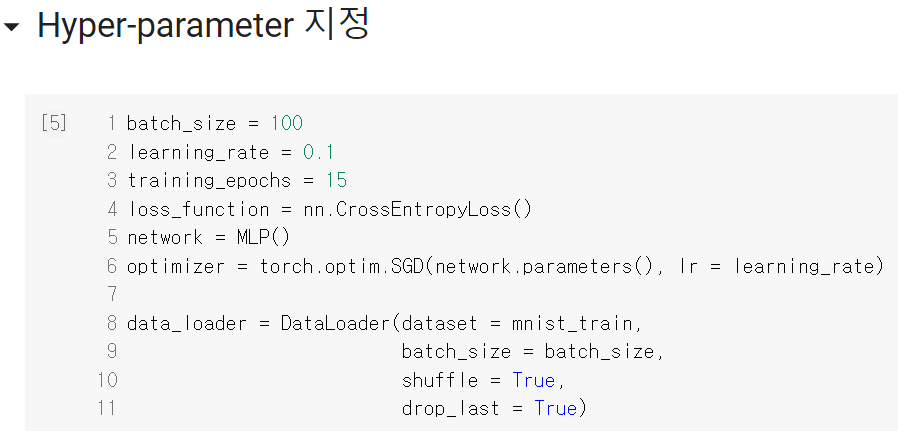 Hyper-parameter 지정
[5] 1 batch_size = 100
2 learning_rate = 0.1
3 training_epochs = 15
4 loss_function = nn.CrossEntropyLoss()
5 network = MLP()
6 optimizer = torch.optim.SGD(network.parameters(), lr = learning_rate)
7
8 data_loader = DataLoader(dataset = mnist_train,
9 batch_size = batch_size,
10 shuffle = True,
11 drop_last = True)